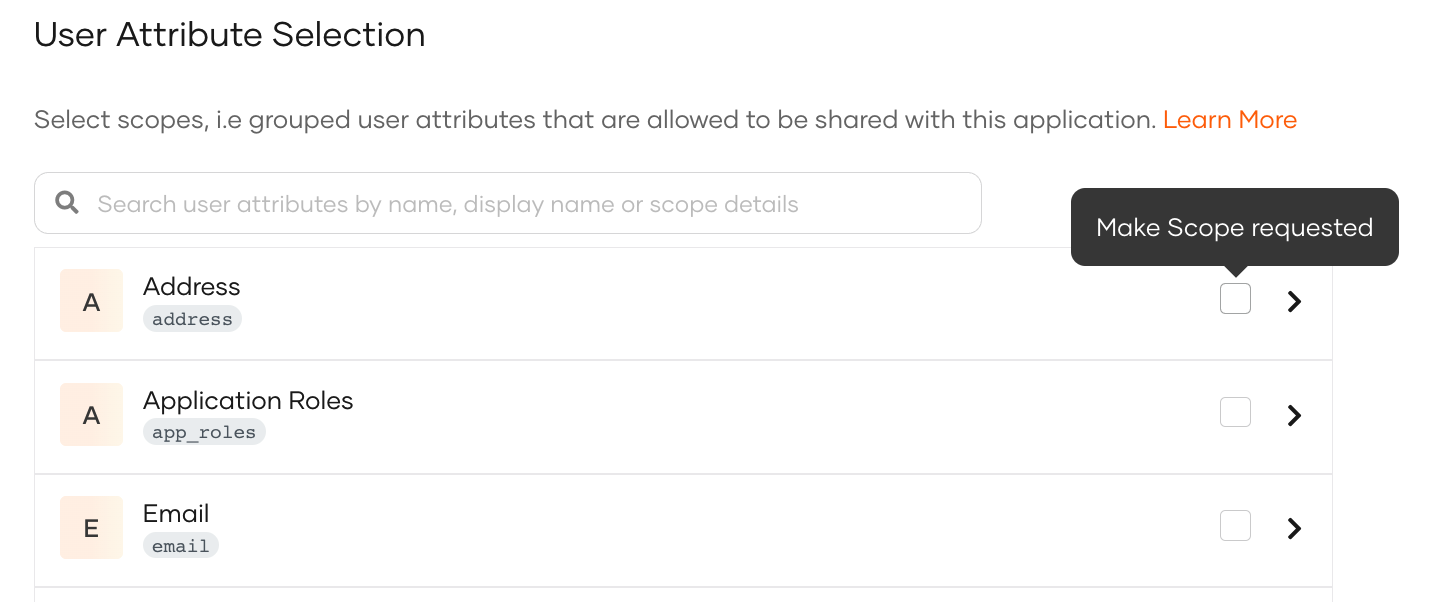 User Attribute Selection
Select scopes, i.e grouped user attributes that are allowed to be shared with this application. Learn More
Search user attributes by name, display name or scope details
Make Scope requested
A
Address
address
A
Application Roles
app_roles
E
Email
email